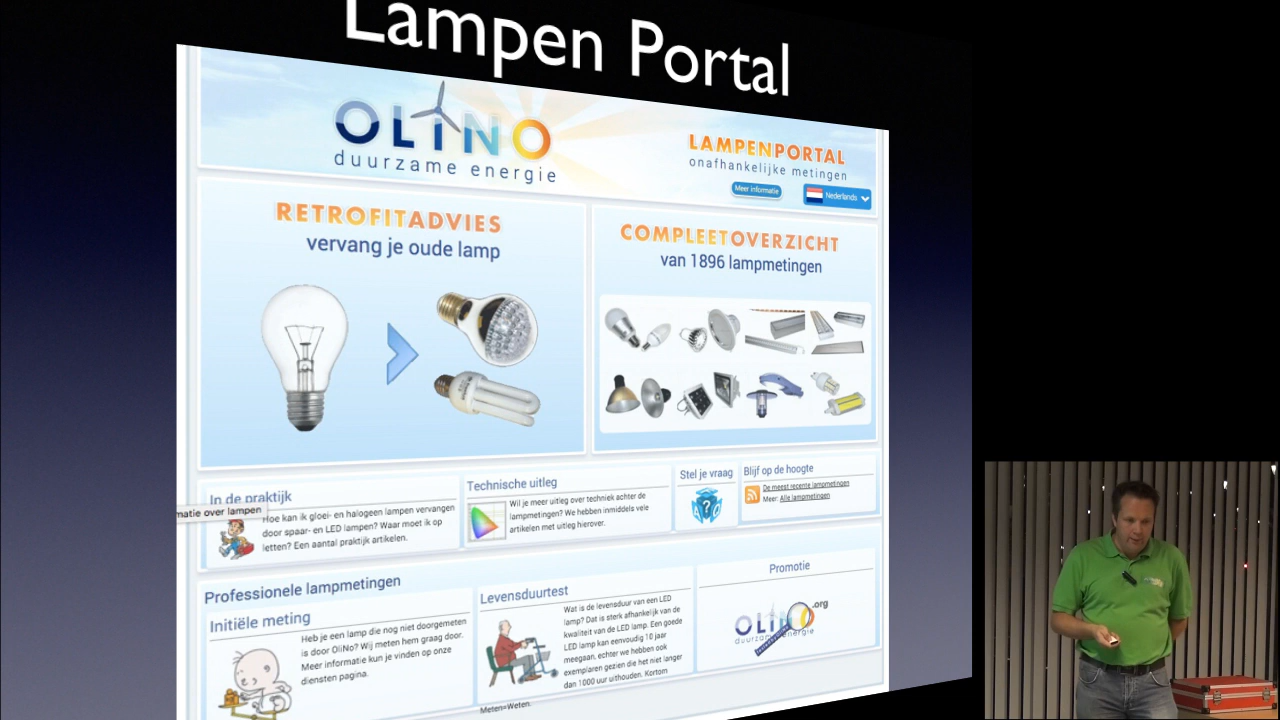 Lampen Portal
OLINO
duurzame energie
LAMPENPORTAL
onafhankelijke metingen
Meer informatie
Nederlands
RETROFITADVIES
vervang je oude lamp
COMPLEETOVERZICHT
van 1896 lampmetingen
In de praktijk
matie over lampen
Hoe kan ik gloei- en halogeen lampen vervangen
door spaar- en LED lampen? Waar moet ik op
letten? Een aantal praktijk artikelen.
Technische uitleg
Wil je meer uitleg over techniek achter de
lampmetingen? We hebben inmiddels vele
artikelen met uitleg hierover.
Stel je vraag
Blijf op de hoogte
De meest recente lampmetingen
Meer: Alle lampmetingen
Professionele lampmetingen
Initiële meting
Heb je een lamp die nog niet doorgemeten
is door OliNo? Wij meten hem graag door.
Meer informatie kun je vinden op onze
diensten pagina.
Levensduurtest
Wat is de levensduur van een LED
lamp? Dat is sterk afhankelijk van de
kwaliteit van de LED lamp. Een goede
LED lamp kan eenvoudig 10 jaar
meegaan, echter we hebben ook
exemplaren gezien die het niet langer
dan 1000 uur uithouden. Kortom
Meten=Weten.
Promotie
OLINO.org
duurzame energie